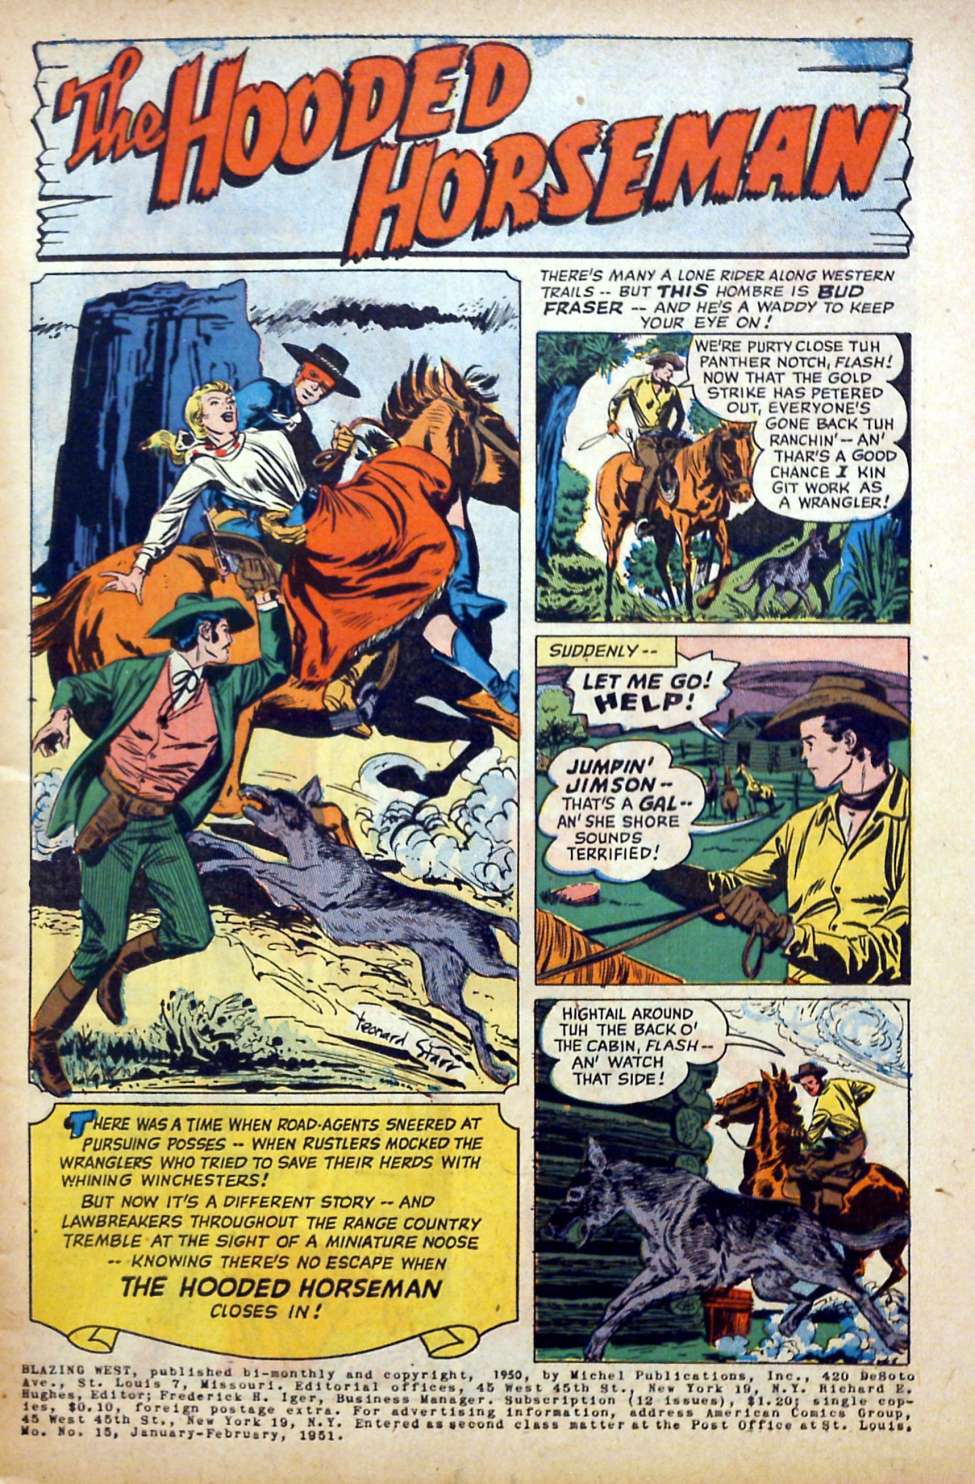 The HOODED
HORSEMAN
THERE'S MANY A LONE RIDER ALONG WESTERN
TRAILS -- BUT THIS HOMBRE IS BUD
FRASER -- AND HE'S A WADDY TO KEEP
YOUR EYE ON!
WE'RE PURTY CLOSE TUH
PANTHER NOTCH, FLASH!
NOW THAT THE GOLD
STRIKE HAS PETERED
OUT, EVERYONE'S
GONE BACK TUH
RANCHIN' -- AN'
THAR'S A GOOD
CHANCE I KIN
GIT WORK AS
A WRANGLER!
SUDDENLY --
LET ME GO!
HELP!
JUMPIN'
JIMSON --
THAT'S A GAL --
AN' SHE SHORE
SOUNDS
TERRIFIED!
HIGHTAIL AROUND
TUH THE BACK O'
THE CABIN, FLASH --
AN' WATCH
THAT SIDE!
Leonard Starr
THERE WAS A TIME WHEN ROAD-AGENTS SNEERED AT
PURSUING POSSES -- WHEN RUSTLERS MOCKED THE
WRANGLERS WHO TRIED TO SAVE THEIR HERDS WITH
WHINING WINCHESTERS!
BUT NOW IT'S A DIFFERENT STORY -- AND
LAWBREAKERS THROUGHOUT THE RANGE COUNTRY
TREMBLE AT THE SIGHT OF A MINIATURE NOOSE
-- KNOWING THERE'S NO ESCAPE WHEN
THE HOODED HORSEMAN
CLOSES IN!
BLAZING WEST, published bi-monthly and copyright, 1950, by Michel Publications, Inc., 420 DeSoto
Ave., St. Louis 7, Missouri. Editorial offices, 45 West 45th St., New York 19, N.Y. Richard E.
Hughes, Editor; Frederick H. Iger, Business Manager. Subscription (12 issues), $1.20; single cop-
ies, $0.10, foreign postage extra. For advertising information, address American Comics Group,
45 West 45th St., New York 19, N.Y. Entered as second class matter at the Post Office at St. Louis,
Mo. No. 15, January-February, 1951.